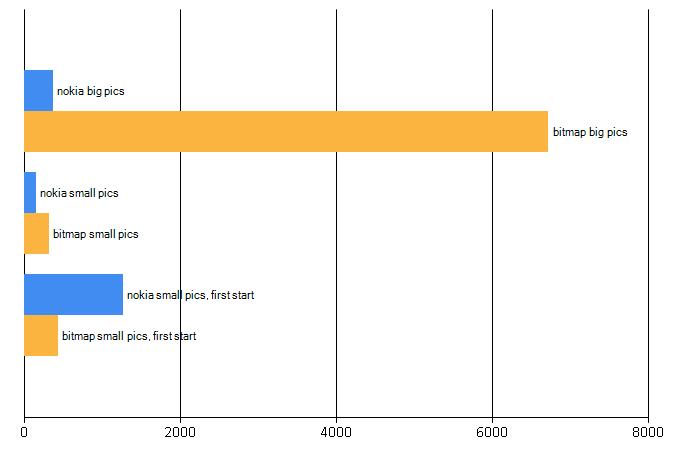 nokia big pics
bitmap big pics
nokia small pics
bitmap small pics
nokia small pics, first start
bitmap small pics, first start
0 2000 4000 6000 8000